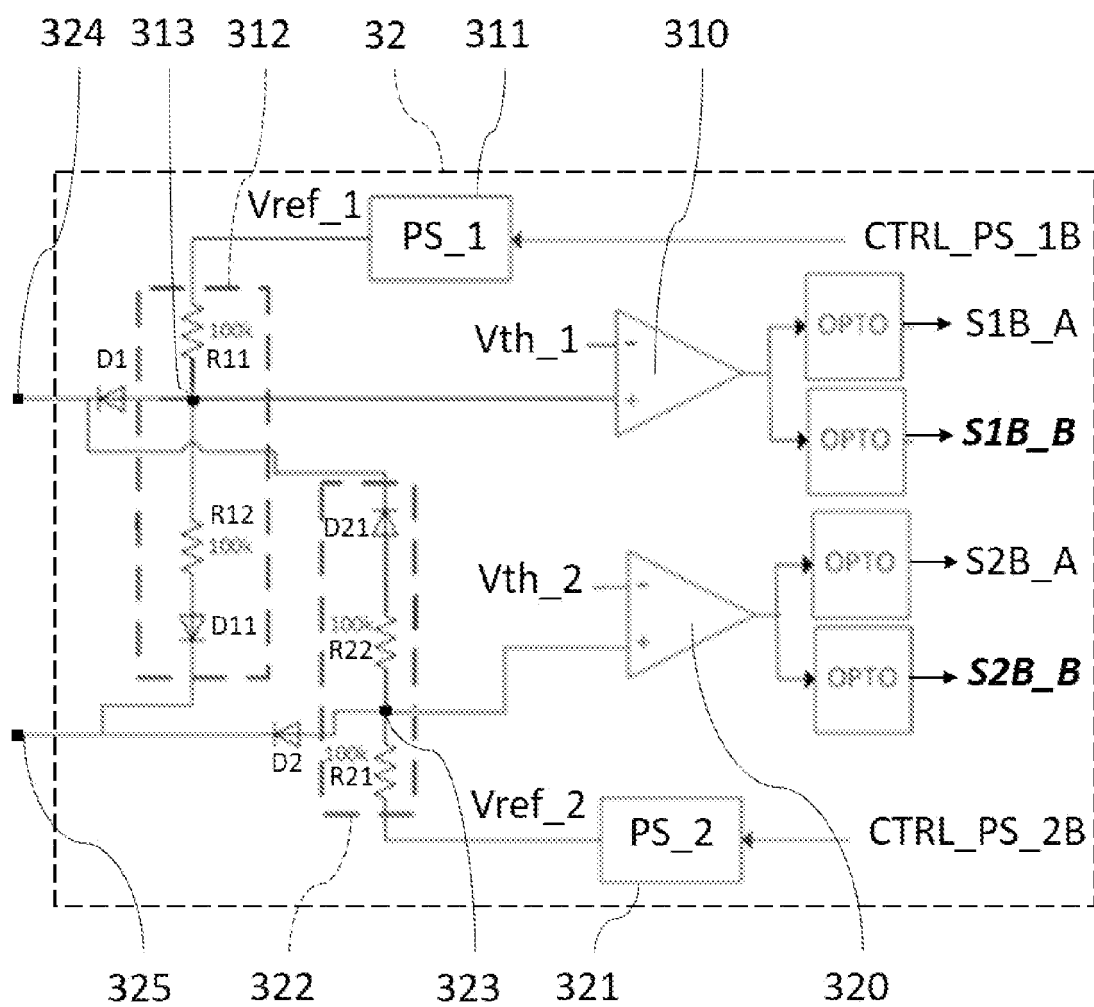 324 313 312 32 311 310
Vref_1
PS_1
CTRL_PS_1B
100k
R11
D1
Vth_1
-
+
OPTO
S1B_A
OPTO
S1B_B
R12
100k
D11
D21
100k
R22
Vth_2
-
+
OPTO
S2B_A
OPTO
S2B_B
D2
100k
R21
Vref_2
PS_2
CTRL_PS_2B
325 322 323 321 320